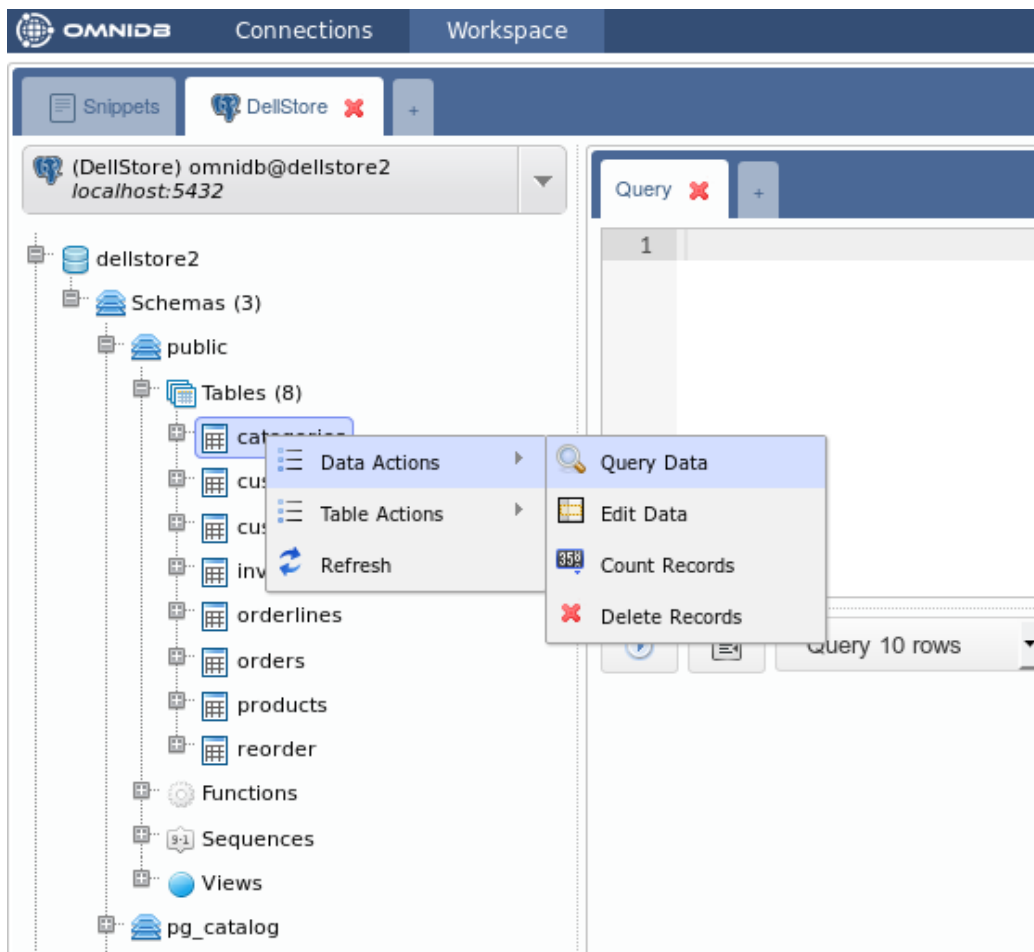 OMNIDB Connections Workspace
Snippets DellStore +
(DellStore) omnidb@dellstore2
localhost:5432
Query +
1
dellstore2
Schemas (3)
public
Tables (8)
Data Actions
Table Actions
Refresh
Query Data
Edit Data
Count Records
Delete Records
orderlines
orders
products
reorder
Query 10 rows
Functions
Sequences
Views
pg_catalog